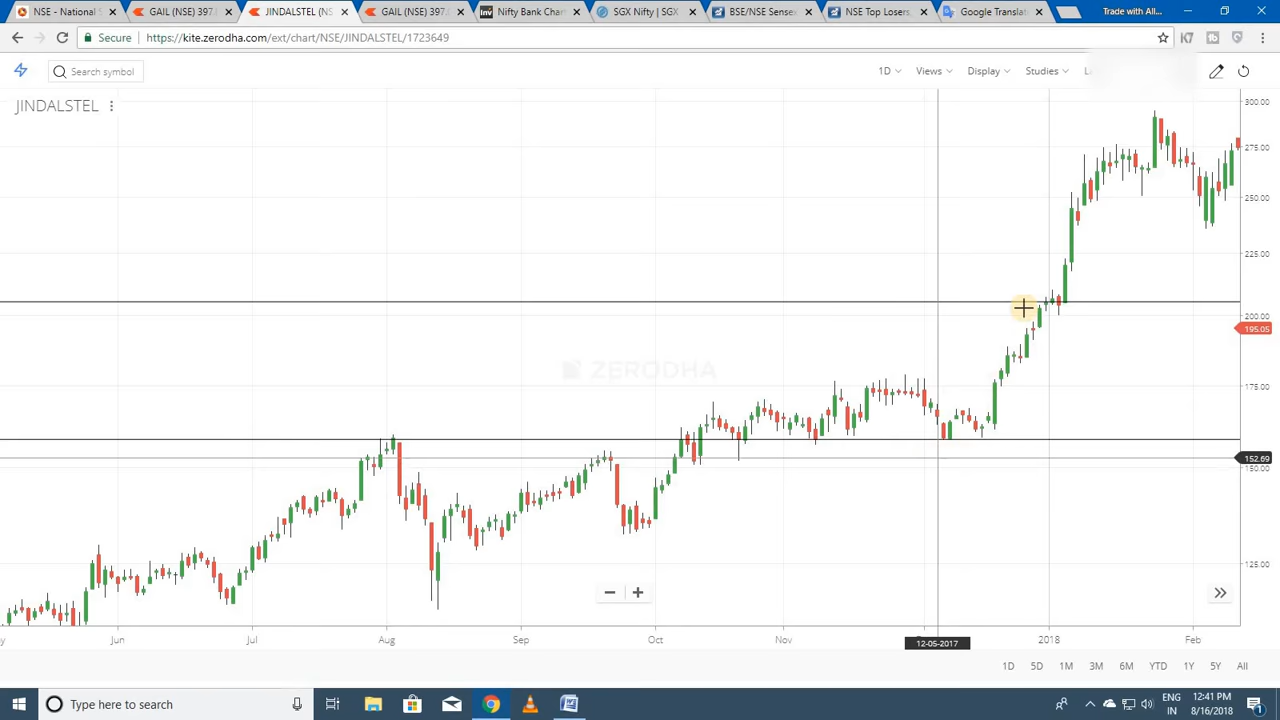 NSE - National S
GAIL (NSE) 397.
JINDALSTEL (NS
GAIL (NSE) 397.
Nifty Bank Char
SGX Nifty | SGX
BSE/NSE Sensex
NSE Top Losers,
Google Translat
Trade with All...
Secure https://kite.zerodha.com/ext/chart/NSE/JINDALSTEL/1723649
Search symbol
1D Views Display Studies
JINDALSTEL
300.00
275.00
250.00
225.00
200.00
195.05
175.00
152.69
150.00
125.00
ZERODHA
Jun Jul Aug Sep Oct Nov 12-05-2017 2018 Feb
1D 5D 1M 3M 6M YTD 1Y 5Y All
Type here to search
ENG
IN
12:41 PM
8/16/2018